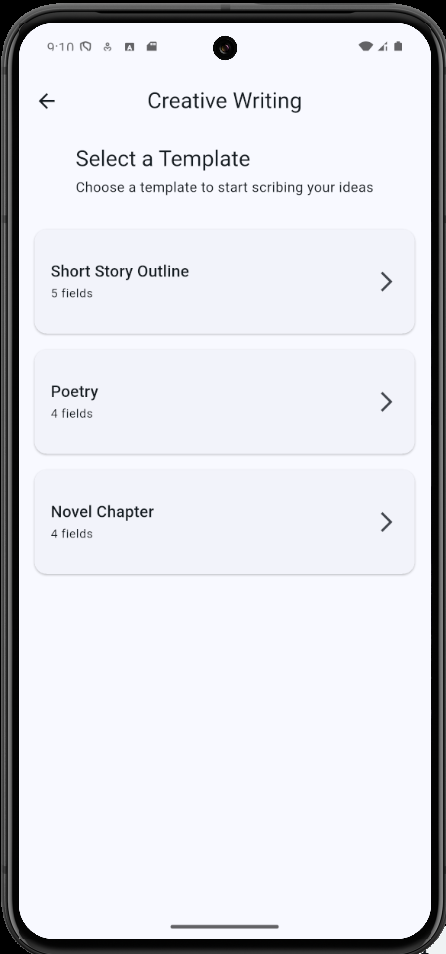 9:10
Creative Writing
Select a Template
Choose a template to start scribing your ideas
Short Story Outline
5 fields
Poetry
4 fields
Novel Chapter
4 fields